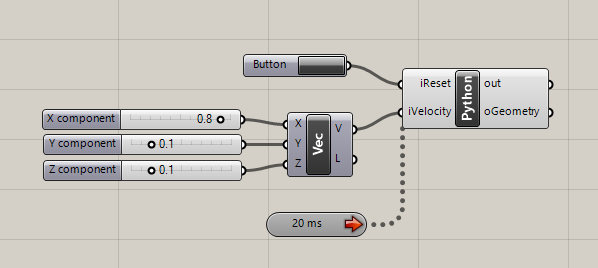 Button
iReset
out
Python
iVelocity
oGeometry
X component
0.8
Y component
0.1
Z component
0.1
X
Y
Z
Vec
V
L
20 ms